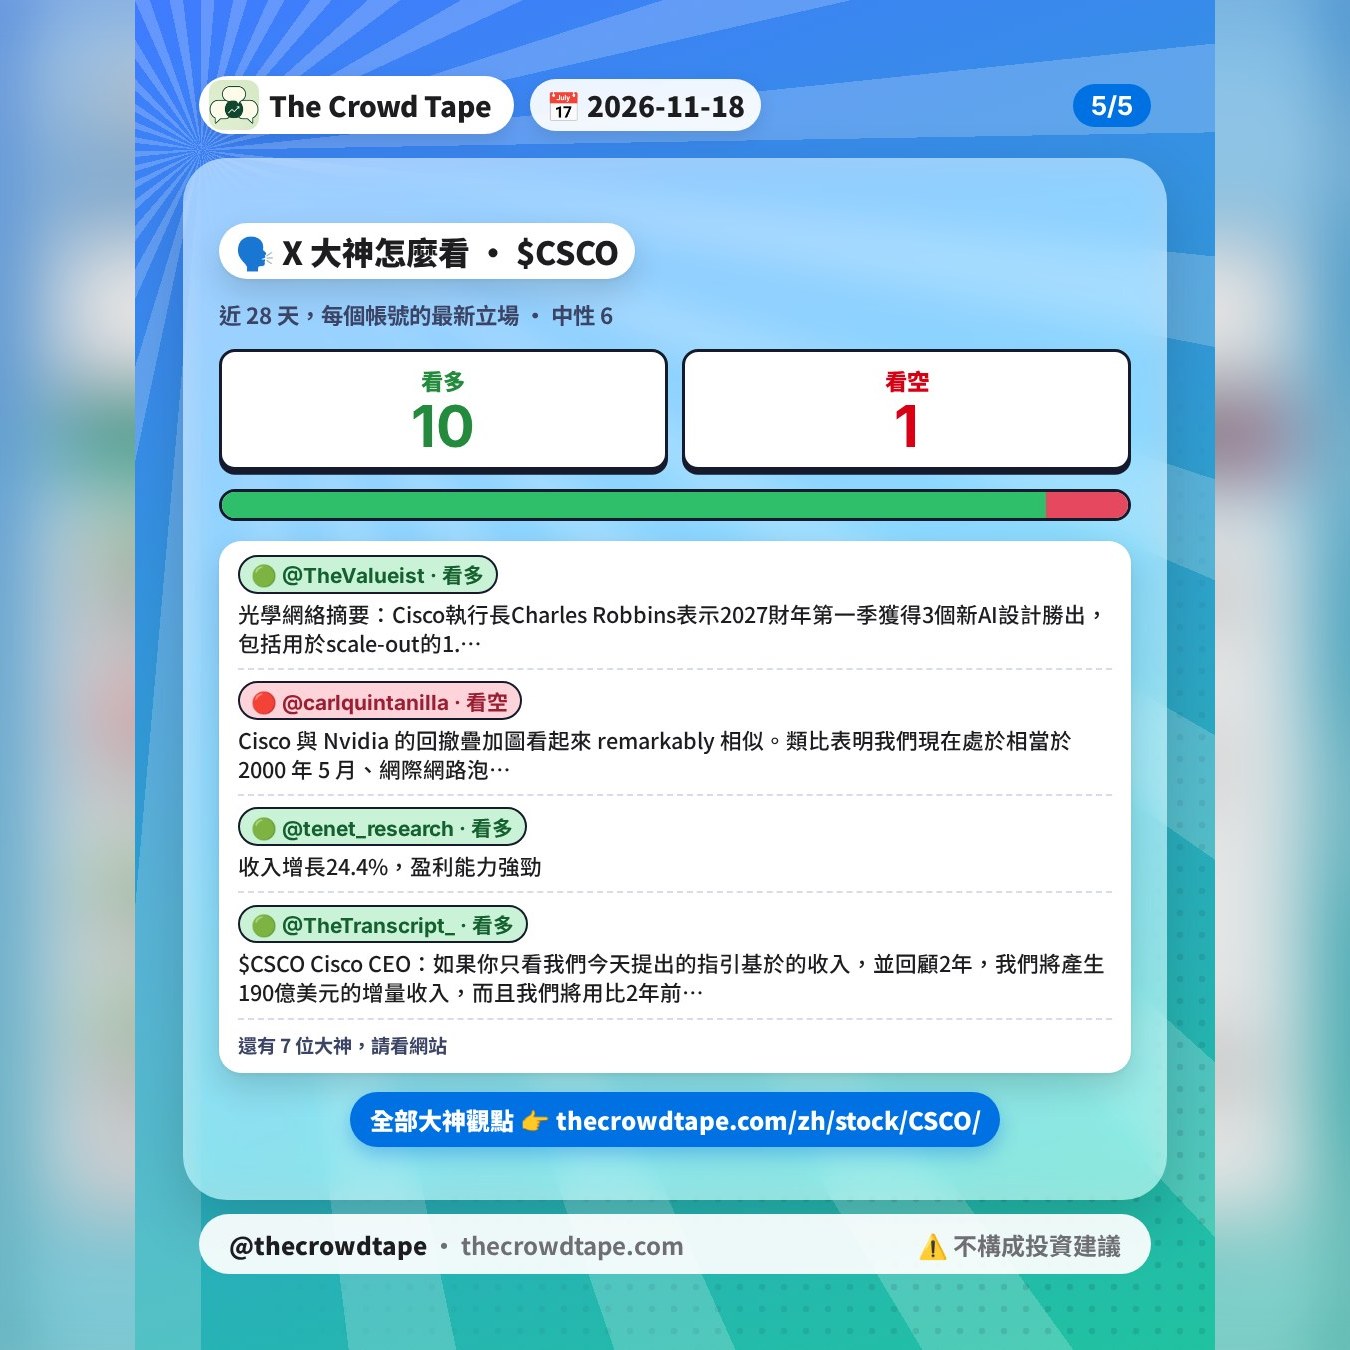 The Crowd Tape
July 17 2026-11-18
5/5
X 大神怎麼看 · $CSCO
近 28 天，每個帳號的最新立場 · 中性 6
看多
10
看空
1
@TheValueist · 看多
光學網絡摘要：Cisco執行長Charles Robbins表示2027財年第一季獲得3個新AI設計勝出，
包括用於scale-out的1.…
@carlquintanilla · 看空
Cisco 與 Nvidia 的回撤疊加圖看起來 remarkably 相似。類比表明我們現在處於相當於
2000 年 5 月、網際網路泡…
@tenet_research · 看多
收入增長24.4%，盈利能力強勁
@TheTranscript_ · 看多
$CSCO Cisco CEO：如果你只看我們今天提出的指引基於的收入，並回顧2年，我們將產生
190億美元的增量收入，而且我們將用比2年前…
還有 7 位大神，請看網站
全部大神觀點 👉 thecrowdtape.com/zh/stock/CSCO/
@thecrowdtape · thecrowdtape.com
⚠️ 不構成投資建議